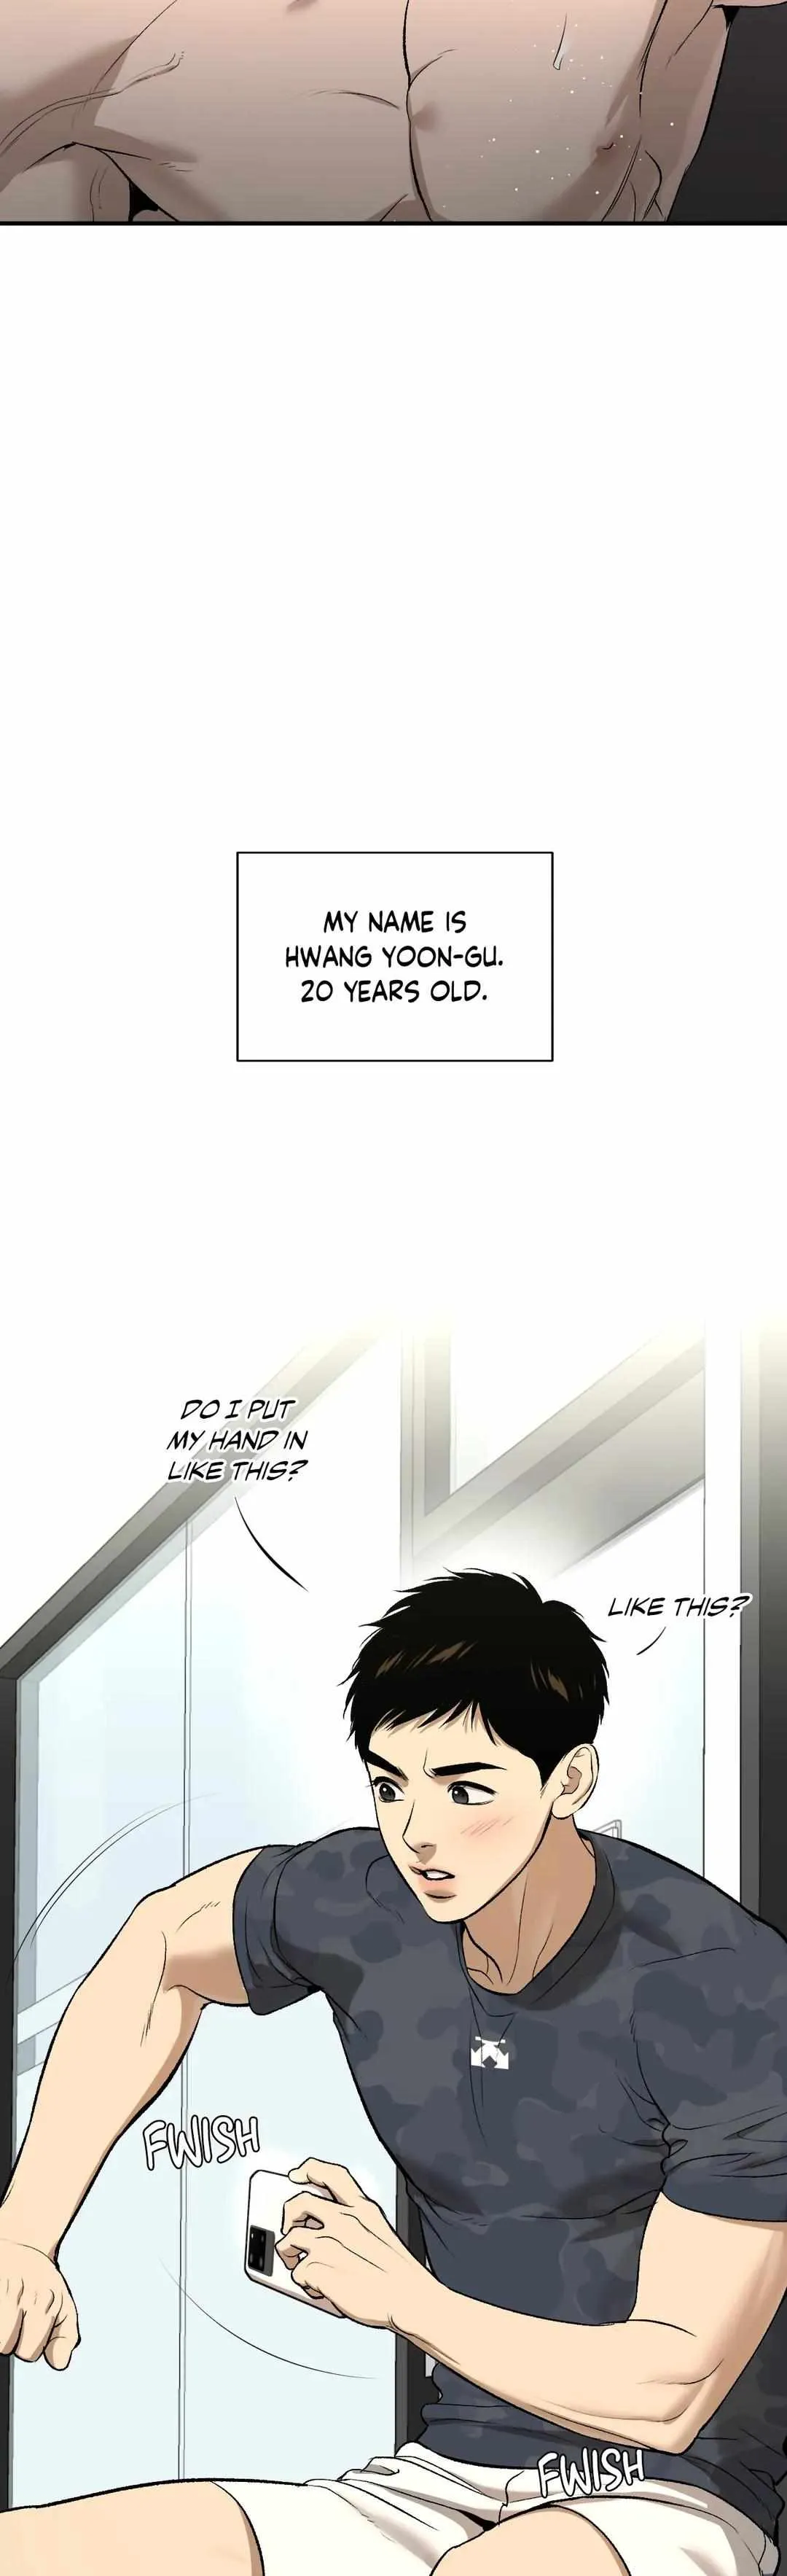 MY NAME IS
HWANG YOON-GU.
20 YEARS OLD.
DO I PUT
MY HAND IN
LIKE THIS?
LIKE THIS?
FWISH
FWISH